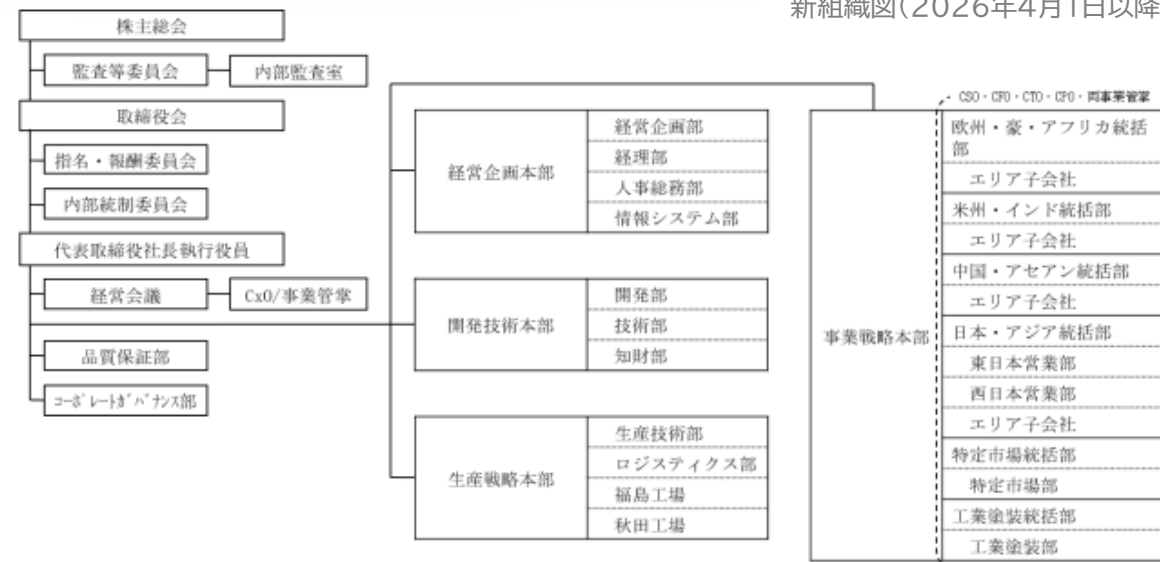 新組織図(2026年4月1日以降
株主総会
監査等委員会
内部監査室
取締役会
指名・報酬委員会
内部統制委員会
代表取締役社長執行役員
経営会議
CxO/事業管掌
品質保証部
コーポレートガバナンス部
経営企画本部
経営企画部
経理部
人事総務部
情報システム部
開発技術本部
開発部
技術部
知財部
生産戦略本部
生産技術部
ロジスティクス部
福島工場
秋田工場
事業戦略本部
CSO・CFO・CTO・CPO・両事業管掌
欧州・豪・アフリカ統括
部
エリア子会社
米州・インド統括部
エリア子会社
中国・アセアン統括部
エリア子会社
日本・アジア統括部
東日本営業部
西日本営業部
エリア子会社
特定市場統括部
特定市場部
工業塗装統括部
工業塗装部